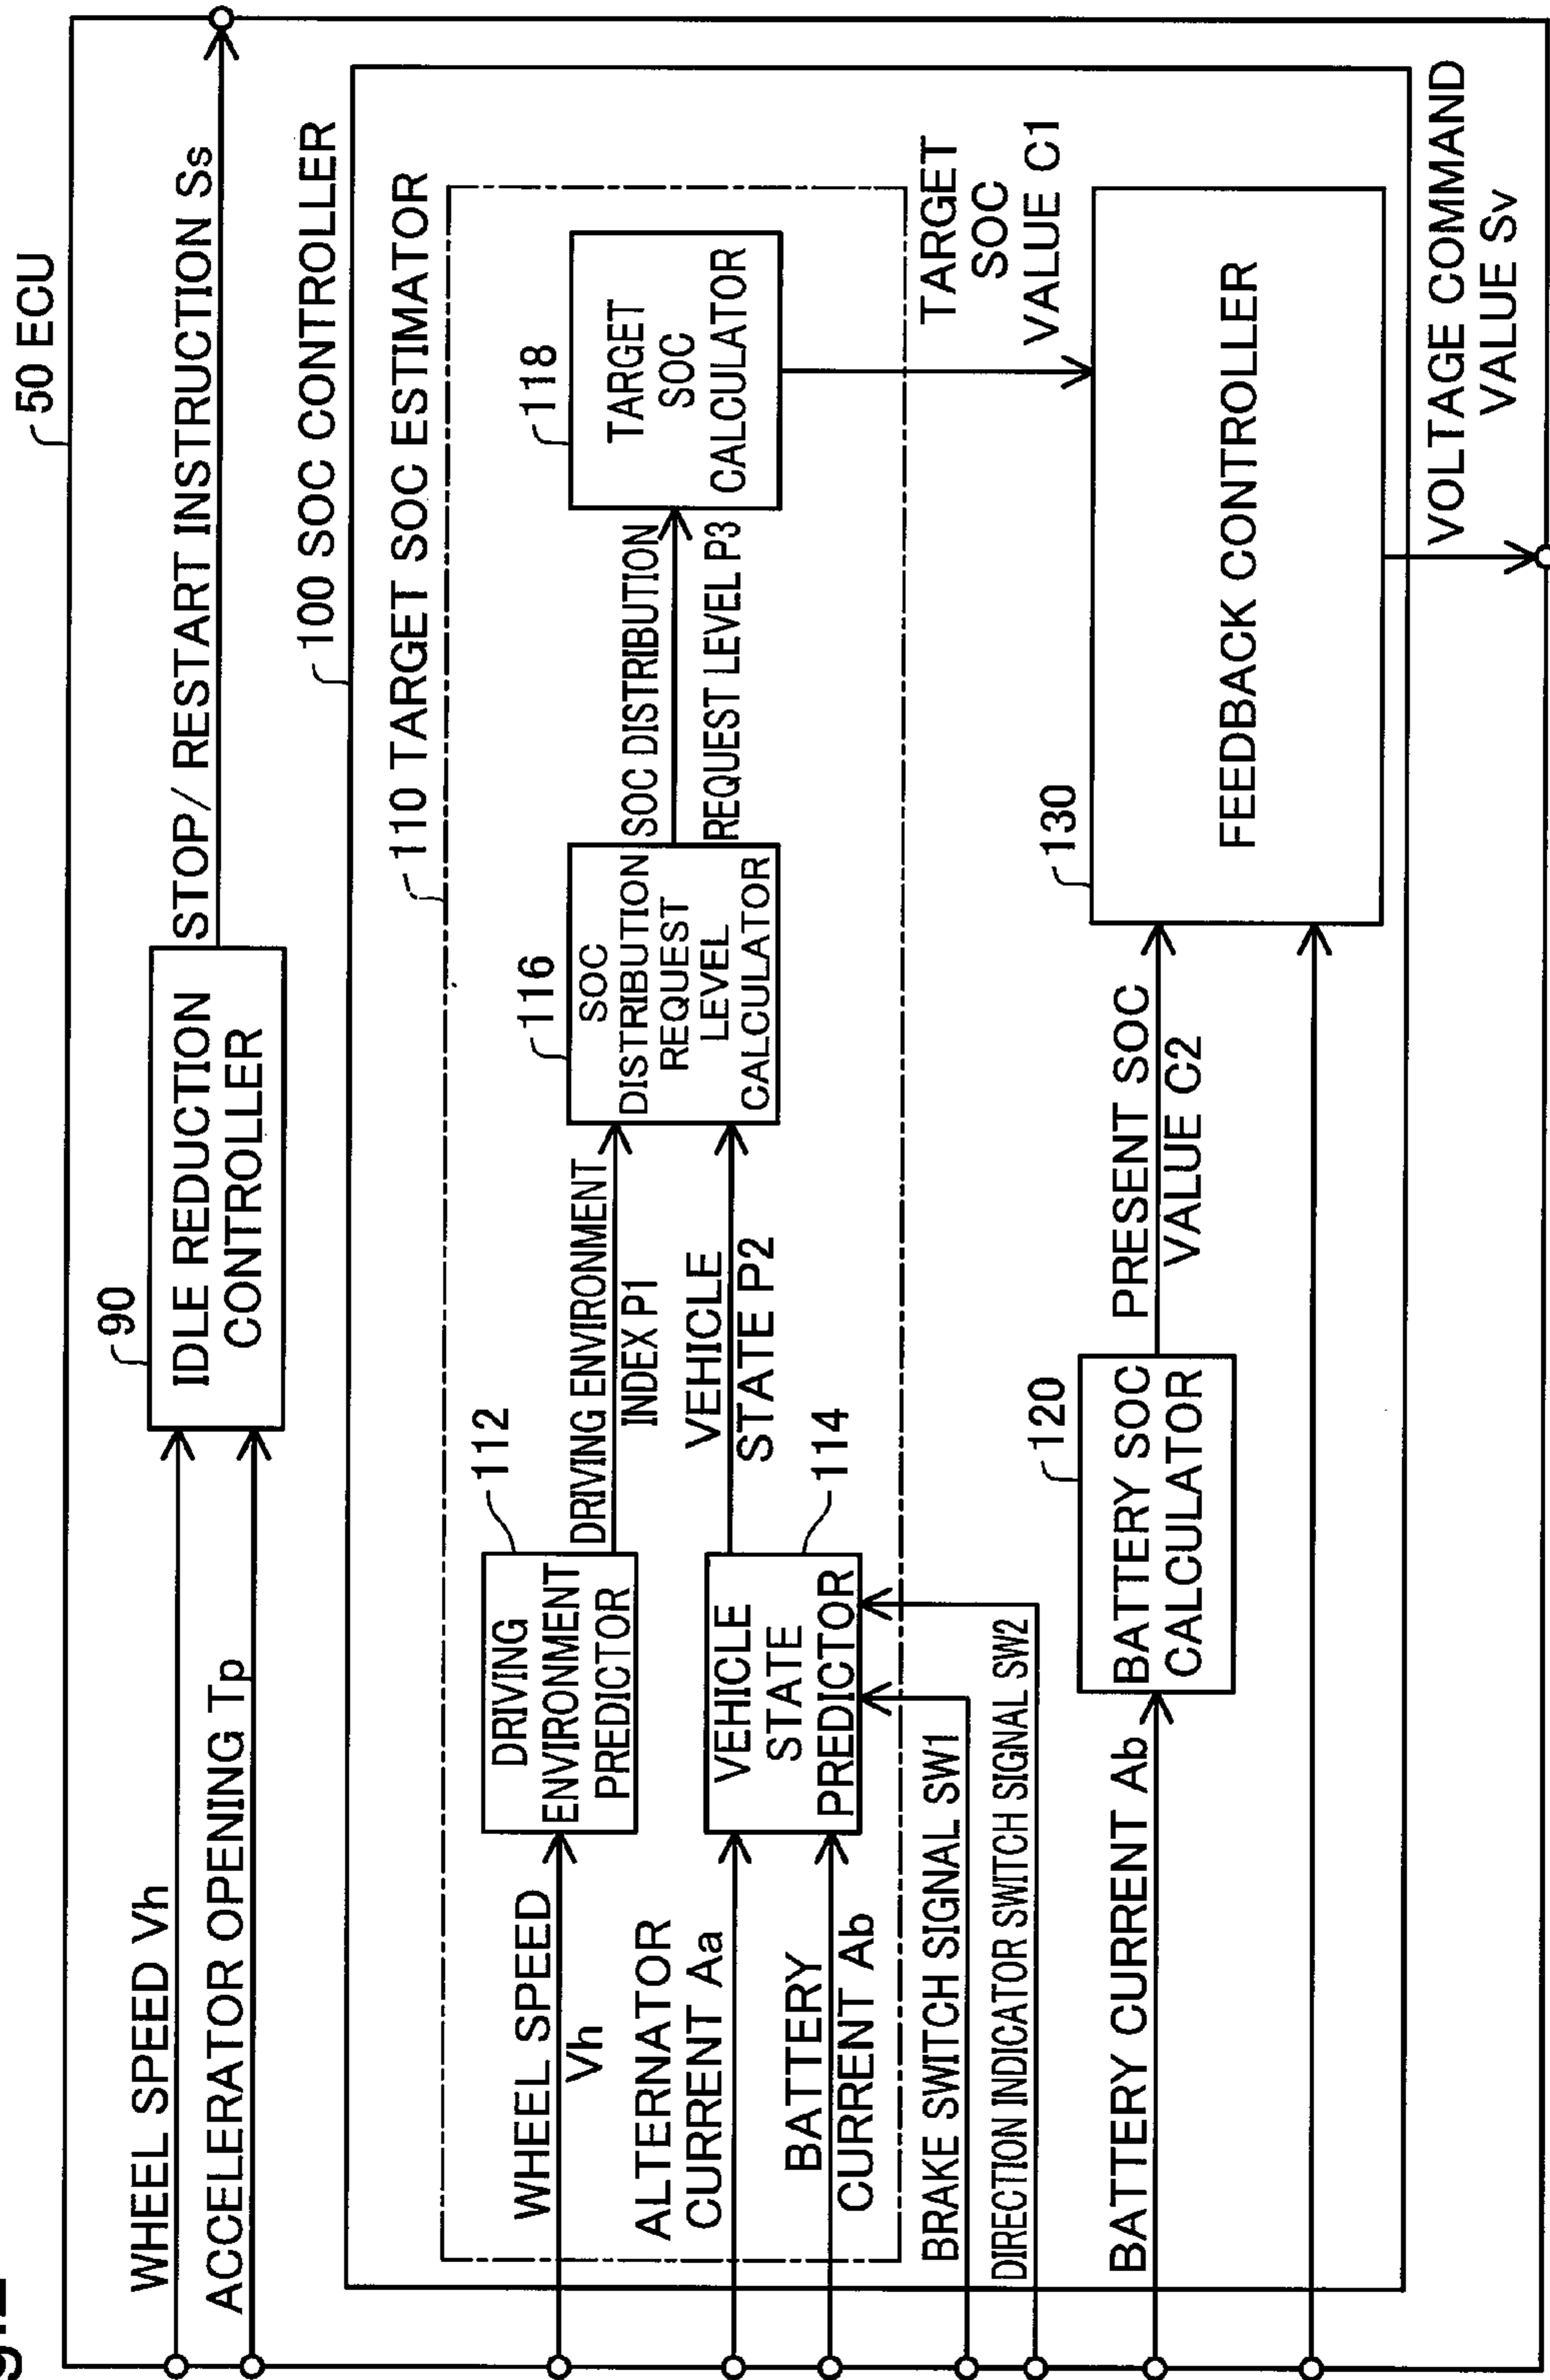 50 ECU
WHEEL SPEED Vh
ACCELERATOR OPENING Tp
90
IDLE REDUCTION
CONTROLLER
STOP/ RESTART INSTRUCTION Ss
100 SOC CONTROLLER
110 TARGET SOC ESTIMATOR
WHEEL SPEED
Vh
112
DRIVING
ENVIRONMENT
PREDICTOR
DRIVING ENVIRONMENT
INDEX P1
ALTERNATOR
CURRENT Aa
BATTERY
CURRENT Ab
VEHICLE
STATE
PREDICTOR
114
VEHICLE
STATE P2
116
SOC
DISTRIBUTION
REQUEST
LEVEL
CALCULATOR
SOC DISTRIBUTION
REQUEST LEVEL P3
118
TARGET
SOC
CALCULATOR
TARGET
SOC
VALUE C1
BRAKE SWITCH SIGNAL SW1
DIRECTION INDICATOR SWITCH SIGNAL SW2
BATTERY CURRENT Ab
120
BATTERY SOC
CALCULATOR
PRESENT SOC
VALUE C2
130
FEEDBACK CONTROLLER
VOLTAGE COMMAND
VALUE Sv